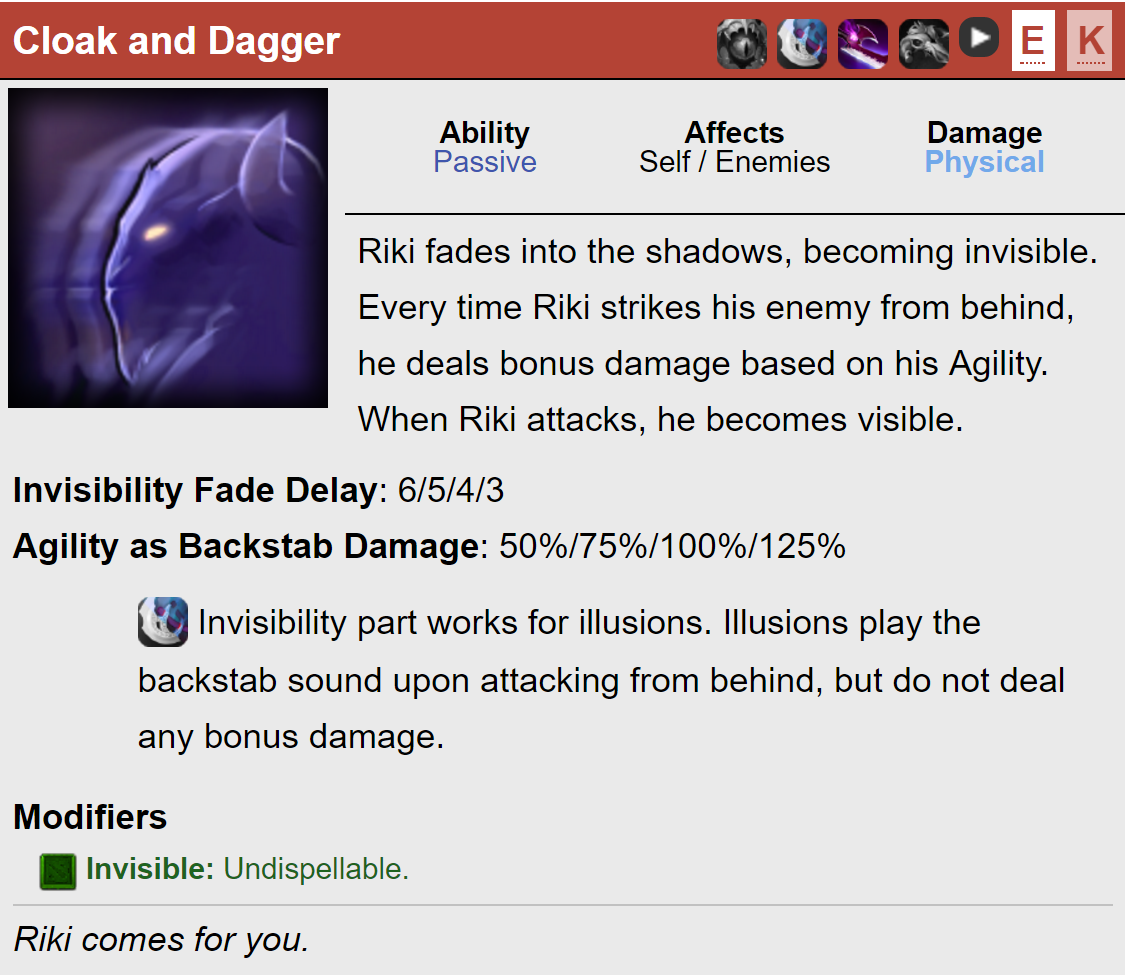 Cloak and Dagger
E K
Ability
Passive
Affects
Self / Enemies
Damage
Physical
Riki fades into the shadows, becoming invisible.
Every time Riki strikes his enemy from behind,
he deals bonus damage based on his Agility.
When Riki attacks, he becomes visible.
Invisibility Fade Delay: 6/5/4/3
Agility as Backstab Damage: 50%/75%/100%/125%
Invisibility part works for illusions. Illusions play the
backstab sound upon attacking from behind, but do not deal
any bonus damage.
Modifiers
Invisible: Undispellable.
Riki comes for you.